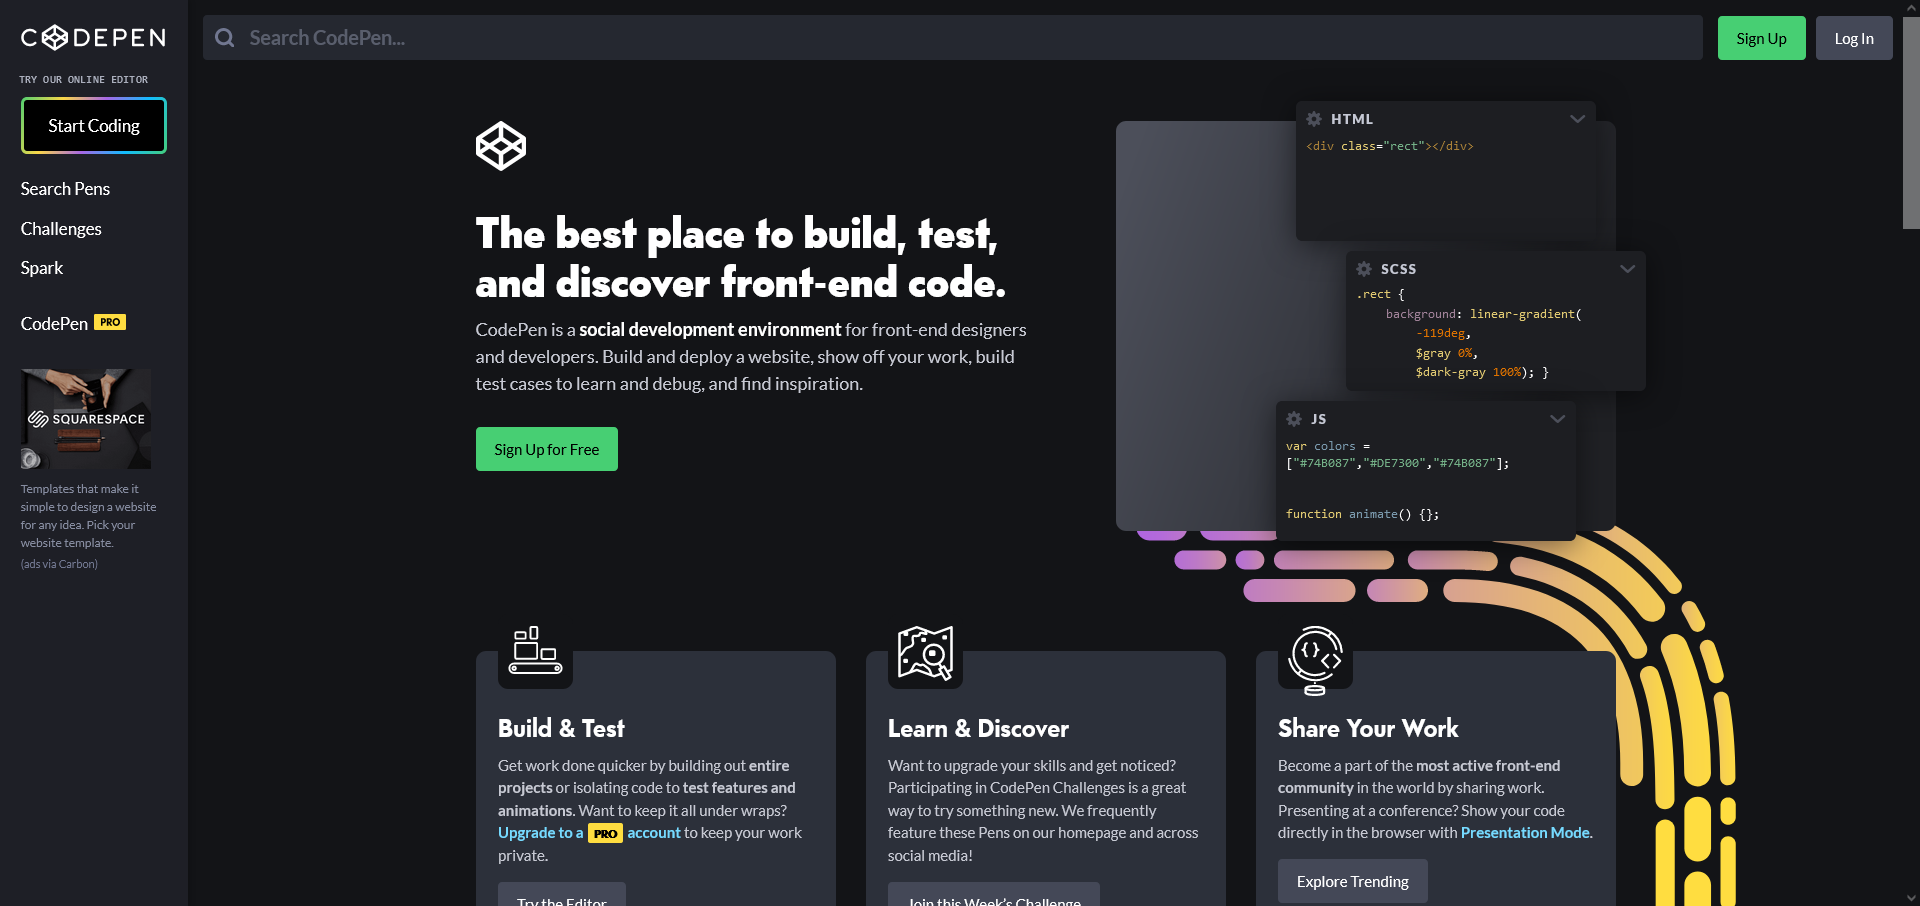 CODEPEN
TRY OUR ONLINE EDITOR
Start Coding
Search Pens
Challenges
Spark
CodePen PRO
SQUARESPACE
Templates that make it
simple to design a website
for any idea. Pick your
website template.
(ads via Carbon)
Search CodePen...
Sign Up
Log In
The best place to build, test,
and discover front-end code.
CodePen is a social development environment for front-end designers
and developers. Build and deploy a website, show off your work, build
test cases to learn and debug, and find inspiration.
Sign Up for Free
HTML
<div class="rect"></div>
SCSS
.rect {
background: linear-gradient(
-119deg,
$gray 0%,
$dark-gray 100%); }
JS
var colors =
["#74B087","#DE7300","#74B087"];
function animate() {};
Build & Test
Get work done quicker by building out entire
projects or isolating code to test features and
animations. Want to keep it all under wraps?
Upgrade to a PRO account to keep your work
private.
Try the Editor
Learn & Discover
Want to upgrade your skills and get noticed?
Participating in CodePen Challenges is a great
way to try something new. We frequently
feature these Pens on our homepage and across
social media!
Join this Week's Challenge
Share Your Work
Become a part of the most active front-end
community in the world by sharing work.
Presenting at a conference? Show your code
directly in the browser with Presentation Mode.
Explore Trending